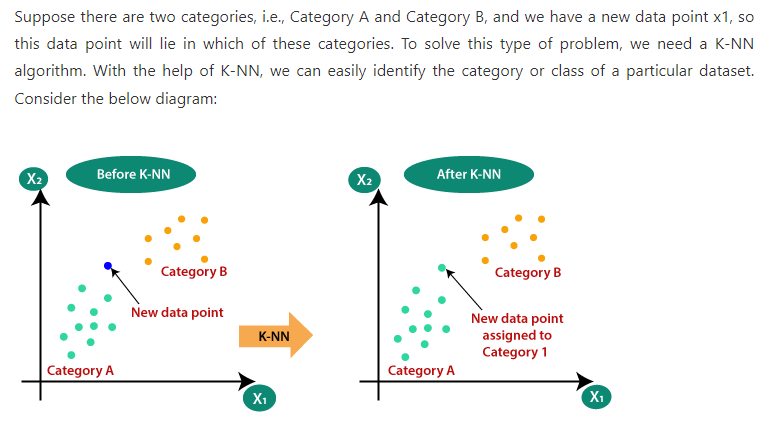 Suppose there are two categories, i.e., Category A and Category B, and we have a new data point x1, so
this data point will lie in which of these categories. To solve this type of problem, we need a K-NN
algorithm. With the help of K-NN, we can easily identify the category or class of a particular dataset.
Consider the below diagram:
X₂
Before K-NN
Category B
New data point
Category A
X₁
K-NN
X₂
After K-NN
Category B
New data point
assigned to
Category 1
Category A
X₁